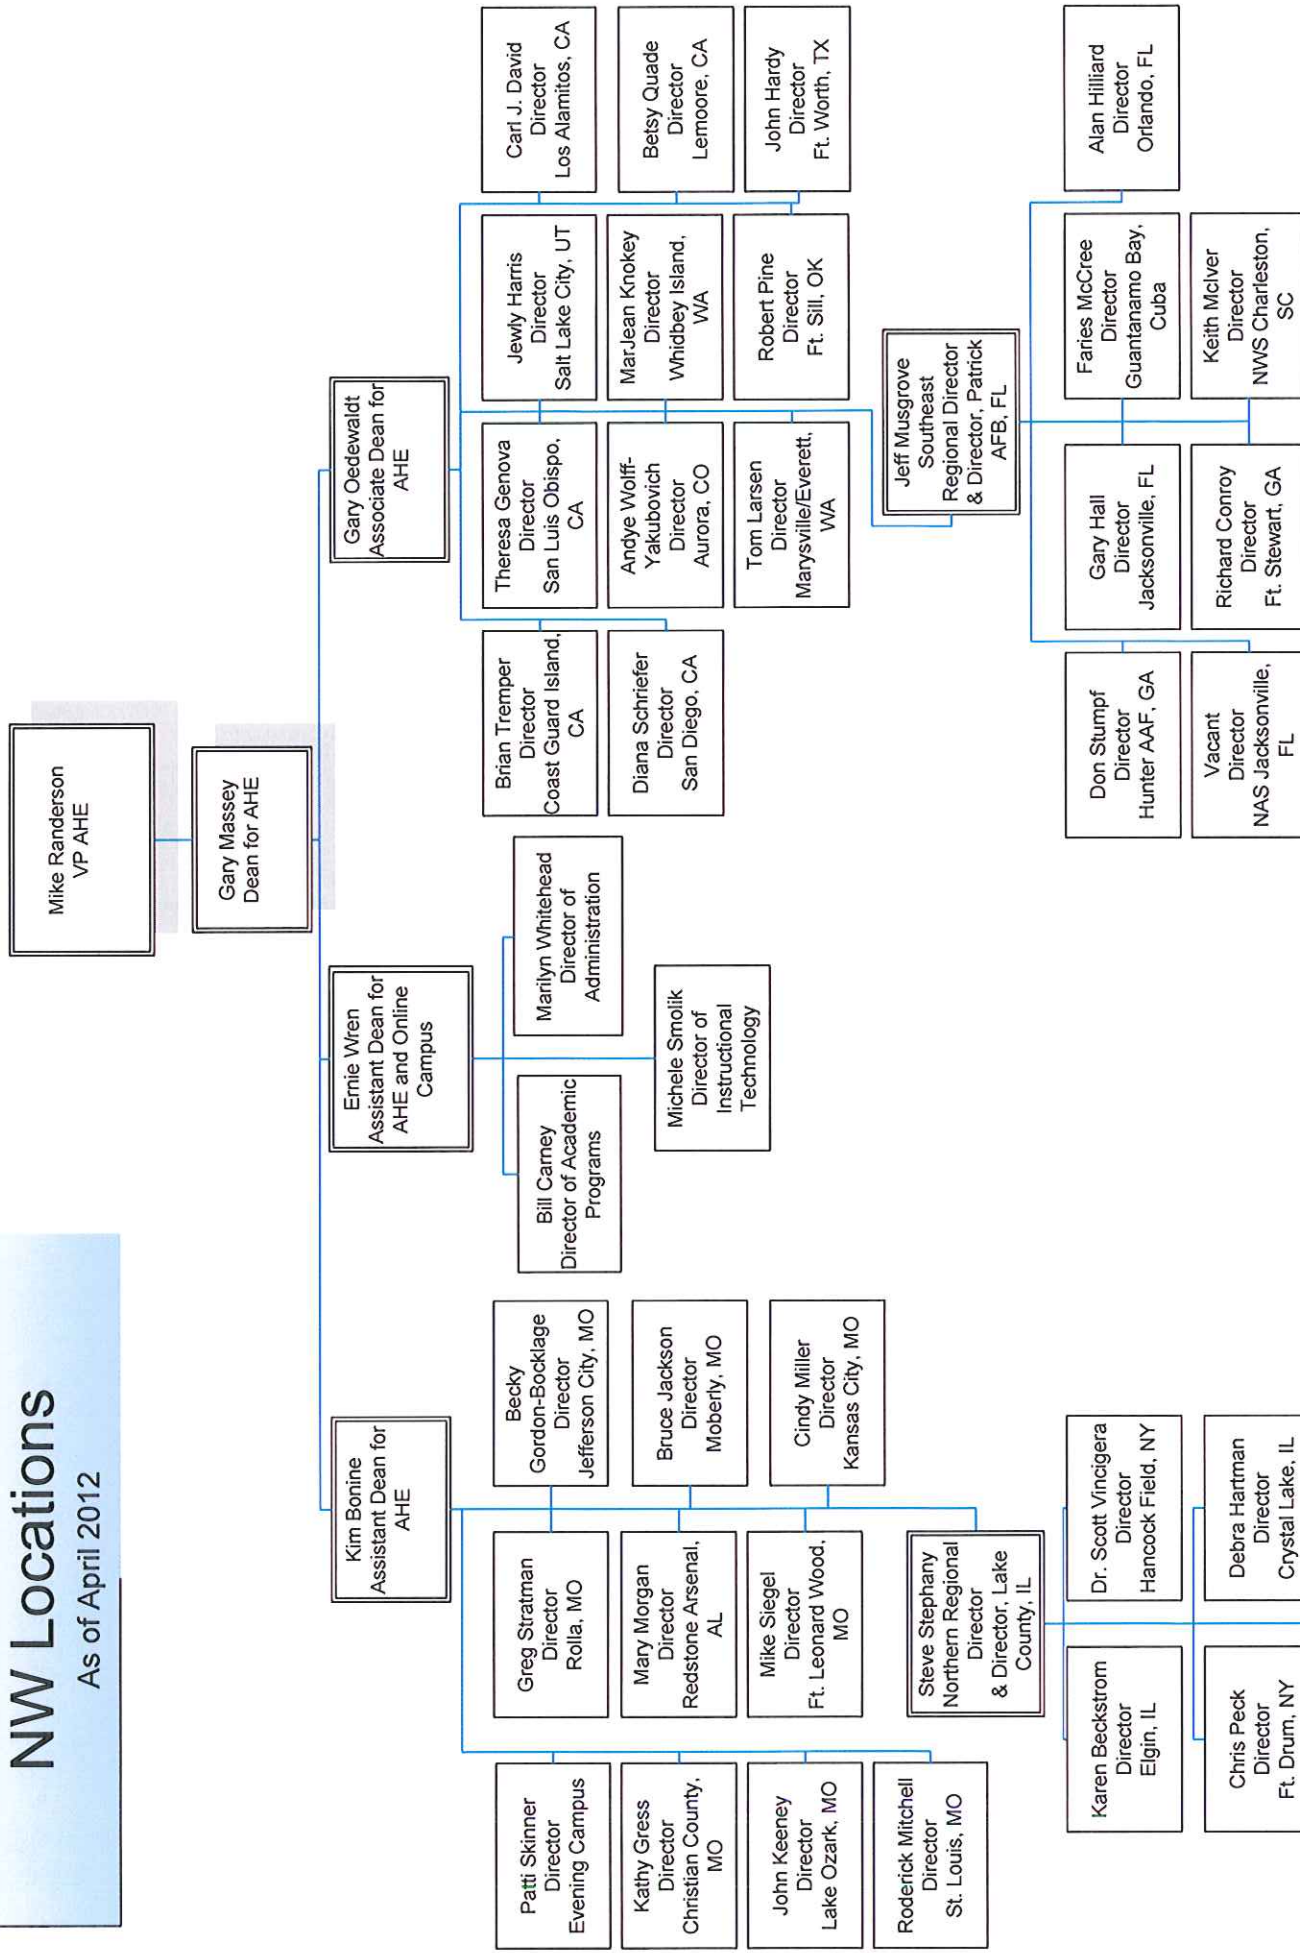 NW Locations
As of April 2012
Mike Randerson
VP AHE
Gary Massey
Dean for AHE
Kim Bonine
Assistant Dean for
AHE
Ernie Wren
Assistant Dean for
AHE and Online
Campus
Gary Oedewaldt
Associate Dean for
AHE
Patti Skinner
Director
Evening Campus
Kathy Gress
Director
Christian County,
MO
John Keeney
Director
Lake Ozark, MO
Roderick Mitchell
Director
St. Louis, MO
Greg Stratman
Director
Rolla, MO
Mary Morgan
Director
Redstone Arsenal,
AL
Mike Siegel
Director
Ft. Leonard Wood,
MO
Becky
Gordon-Bocklage
Director
Jefferson City, MO
Bruce Jackson
Director
Moberly, MO
Cindy Miller
Director
Kansas City, MO
Steve Stephany
Northern Regional
Director
& Director, Lake
County, IL
Karen Beckstrom
Director
Elgin, IL
Dr. Scott Vincigera
Director
Hancock Field, NY
Chris Peck
Director
Ft. Drum, NY
Debra Hartman
Director
Crystal Lake, IL
Bill Carney
Director of Academic
Programs
Marilyn Whitehead
Director of
Administration
Michele Smolik
Director of
Instructional
Technology
Brian Tremper
Director
Coast Guard Island,
CA
Diana Schriefer
Director
San Diego, CA
Theresa Genova
Director
San Luis Obispo,
CA
Andye Wolff-
Yakubovich
Director
Aurora, CO
Tom Larsen
Director
Marysville/Everett,
WA
Jewly Harris
Director
Salt Lake City, UT
MarJean Knokey
Director
Whidbey Island,
WA
Robert Pine
Director
Ft. Sill, OK
Carl J. David
Director
Los Alamitos, CA
Betsy Quade
Director
Lemoore, CA
John Hardy
Director
Ft. Worth, TX
Jeff Musgrove
Southeast
Regional Director
& Director, Patrick
AFB, FL
Don Stumpf
Director
Hunter AAF, GA
Vacant
Director
NAS Jacksonville,
FL
Gary Hall
Director
Jacksonville, FL
Richard Conroy
Director
Ft. Stewart, GA
Faries McCree
Director
Guantanamo Bay,
Cuba
Keith McIver
Director
NWS Charleston,
SC
Alan Hilliard
Director
Orlando, FL